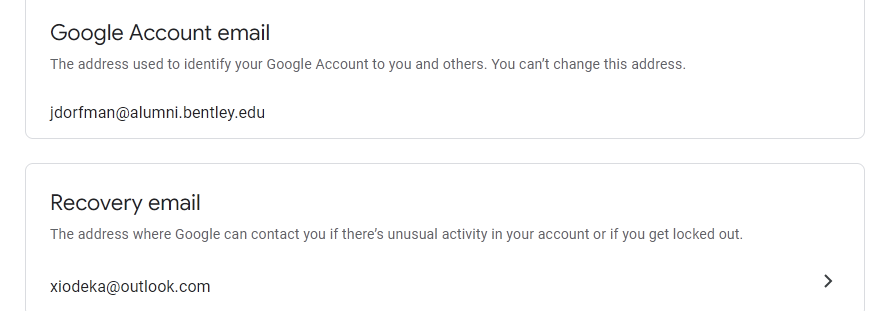 Google Account email
The address used to identify your Google Account to you and others. You can’t change this address.
jdorfman@alumni.bentley.edu
Recovery email
The address where Google can contact you if there’s unusual activity in your account or if you get locked out.
xiodeka@outlook.com